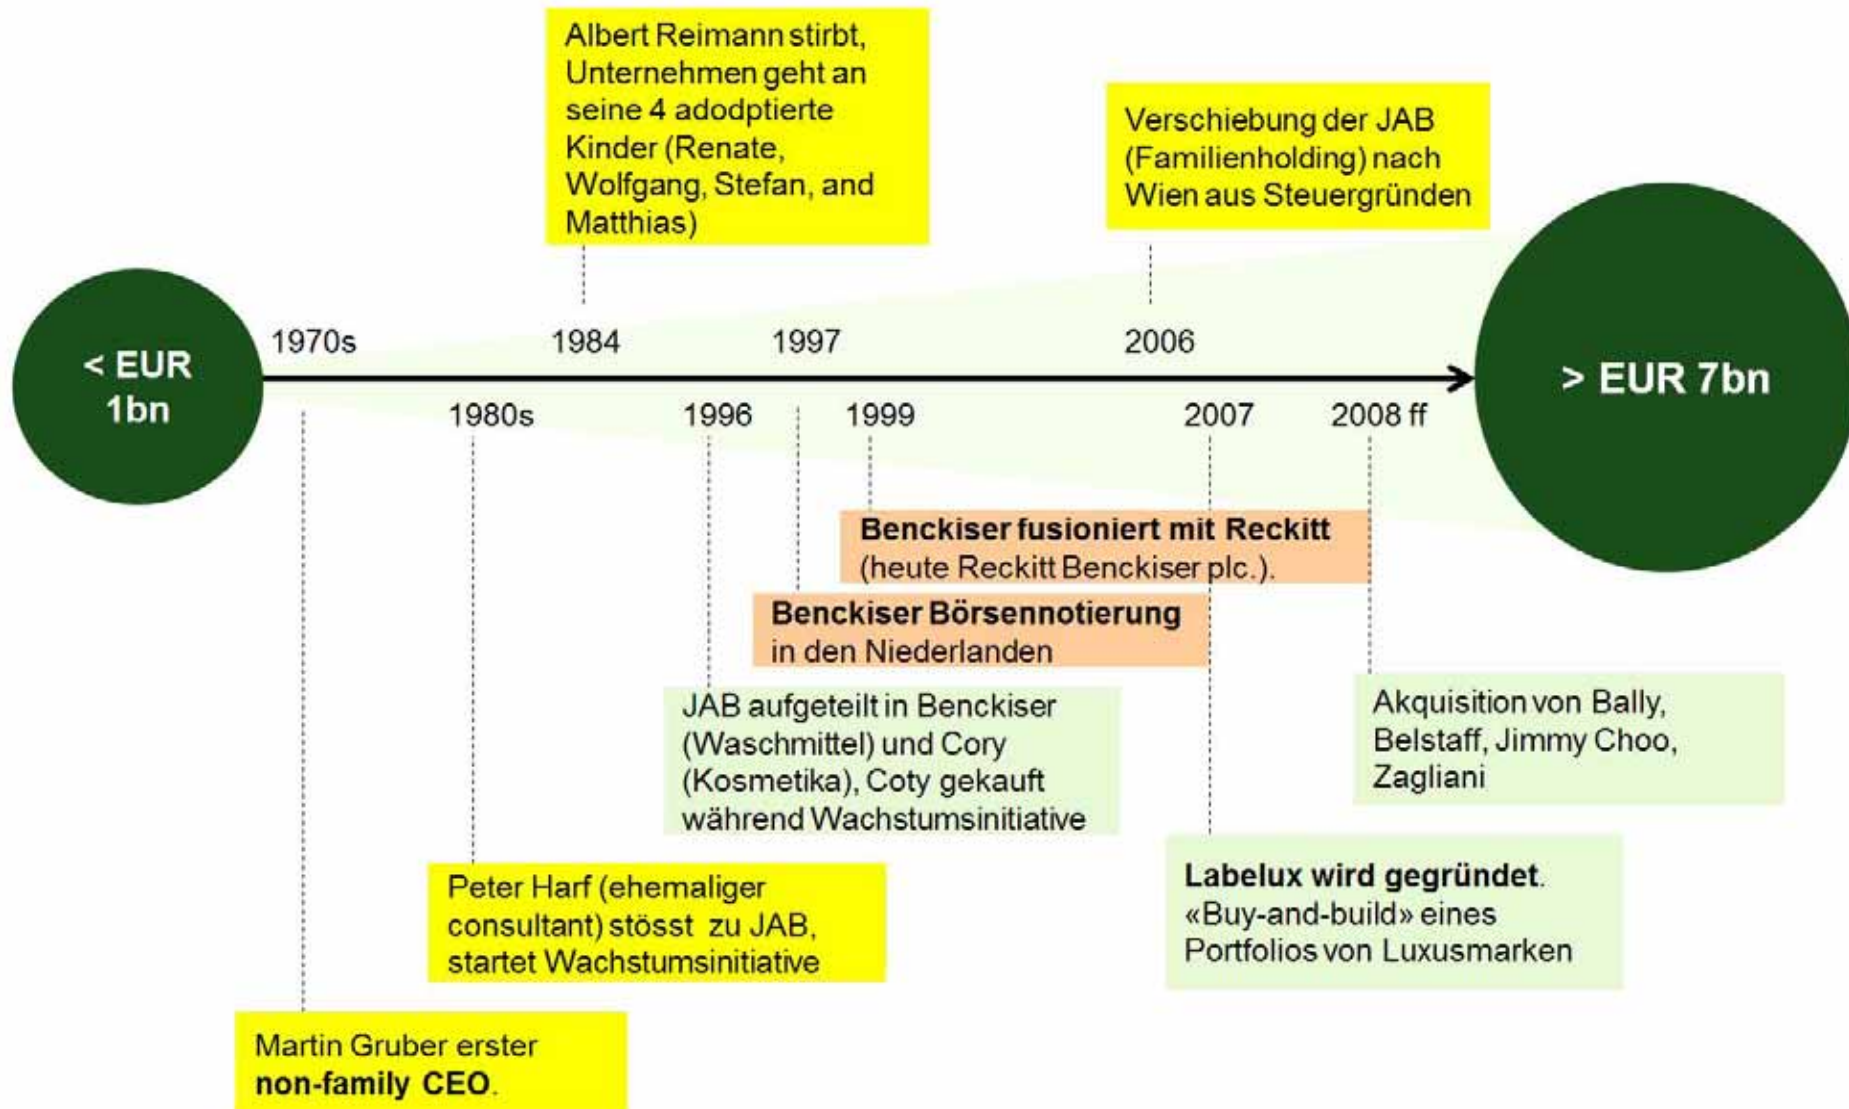 Albert Reimann stirbt,
Unternehmen geht an
seine 4 adodptierte
Kinder (Renate,
Wolfgang, Stefan, and
Matthias)
Verschiebung der JAB
(Familienholding) nach
Wien aus Steuergründen
< EUR
1bn
1970s
1984
1997
2006
> EUR 7bn
1980s
1996
1999
2007
2008 ff
Benckiser fusioniert mit Reckitt
(heute Reckitt Benckiser plc.).
Benckiser Börsennotierung
in den Niederlanden
JAB aufgeteilt in Benckiser
(Waschmittel) und Cory
(Kosmetika), Coty gekauft
während Wachstumsinitiative
Akquisition von Bally,
Belstaff, Jimmy Choo,
Zagliani
Peter Harf (ehemaliger
consultant) stösst zu JAB,
startet Wachstumsinitiative
Labelux wird gegründet.
«Buy-and-build» eines
Portfolios von Luxusmarken
Martin Gruber erster
non-family CEO.